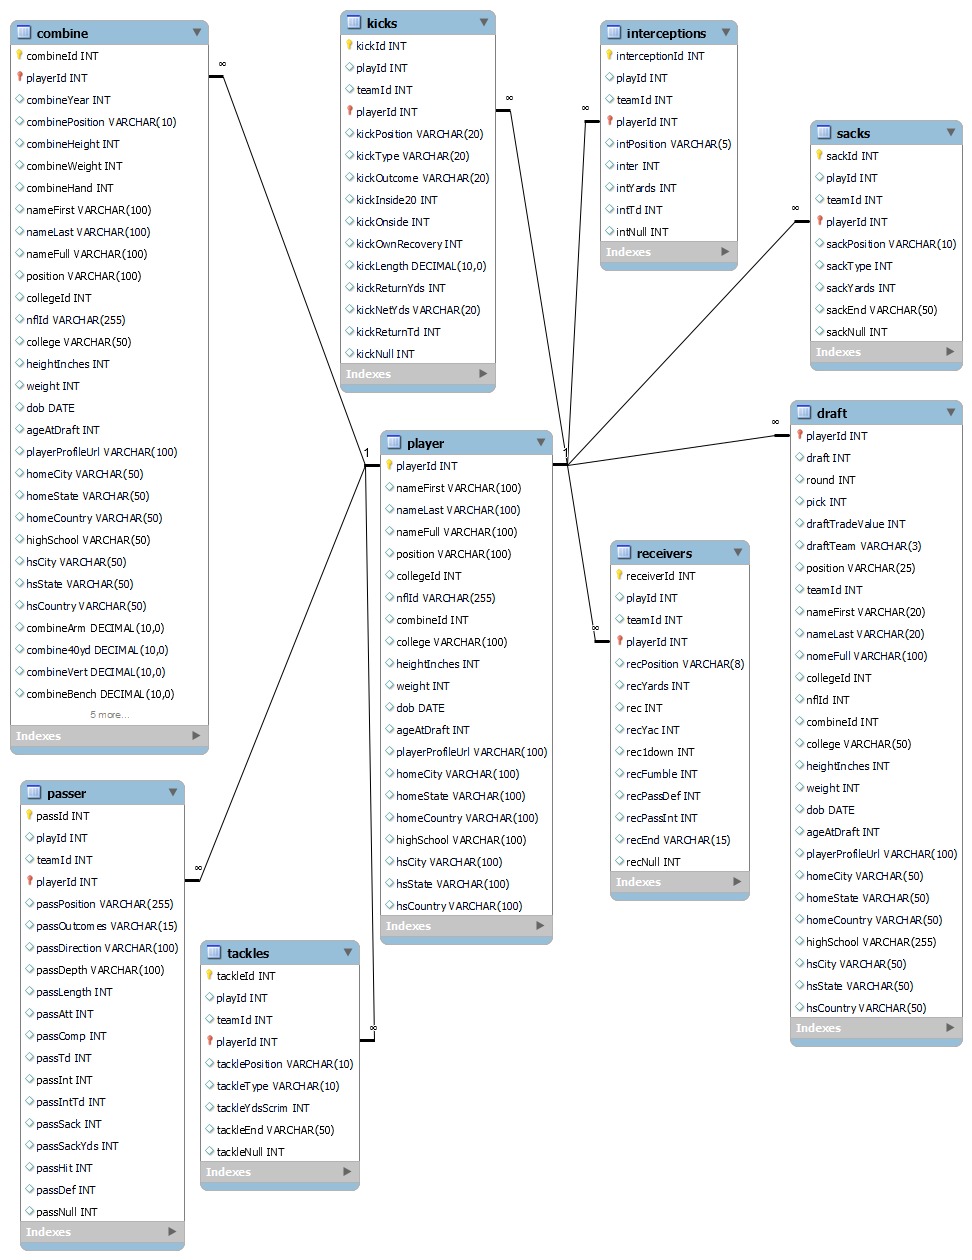 combine
combineId INT
playerId INT
combineYear INT
combinePosition VARCHAR(10)
combineHeight INT
combineWeight INT
combineHand INT
nameFirst VARCHAR(100)
nameLast VARCHAR(100)
nameFull VARCHAR(100)
position VARCHAR(100)
collegeId INT
nflId VARCHAR(255)
college VARCHAR(50)
heightInches INT
weight INT
dob DATE
ageAtDraft INT
playerProfileUrl VARCHAR(100)
homeCity VARCHAR(50)
homeState VARCHAR(50)
homeCountry VARCHAR(50)
highSchool VARCHAR(50)
hsCity VARCHAR(50)
hsState VARCHAR(50)
hsCountry VARCHAR(50)
combineArm DECIMAL(10,0)
combine40yd DECIMAL(10,0)
combineVert DECIMAL(10,0)
combineBench DECIMAL(10,0)
5 more...
Indexes
kicks
kickId INT
playId INT
teamId INT
playerId INT
kickPosition VARCHAR(20)
kickType VARCHAR(20)
kickOutcome VARCHAR(20)
kickInside20 INT
kickOnside INT
kickOwnRecovery INT
kickLength DECIMAL(10,0)
kickReturnYds INT
kickNetYds VARCHAR(20)
kickReturnTd INT
kickNull INT
Indexes
interceptions
interceptionId INT
playId INT
teamId INT
playerId INT
intPosition VARCHAR(5)
inter INT
intYards INT
intTd INT
intNull INT
Indexes
sacks
sackId INT
playId INT
teamId INT
playerId INT
sackPosition VARCHAR(10)
sackType INT
sackYards INT
sackEnd VARCHAR(50)
sackNull INT
Indexes
player
playerId INT
nameFirst VARCHAR(100)
nameLast VARCHAR(100)
nameFull VARCHAR(100)
position VARCHAR(100)
collegeId INT
nflId VARCHAR(255)
combineId INT
college VARCHAR(100)
heightInches INT
weight INT
dob DATE
ageAtDraft INT
playerProfileUrl VARCHAR(100)
homeCity VARCHAR(100)
homeState VARCHAR(100)
homeCountry VARCHAR(100)
highSchool VARCHAR(100)
hsCity VARCHAR(100)
hsState VARCHAR(100)
hsCountry VARCHAR(100)
Indexes
draft
playerId INT
draft INT
round INT
pick INT
draftTradeValue INT
draftTeam VARCHAR(3)
position VARCHAR(25)
teamId INT
nameFirst VARCHAR(20)
nameLast VARCHAR(20)
nomeFull VARCHAR(100)
collegeId INT
nflId INT
combineId INT
college VARCHAR(50)
heightInches INT
weight INT
dob DATE
ageAtDraft INT
playerProfileUrl VARCHAR(100)
homeCity VARCHAR(50)
homeState VARCHAR(50)
homeCountry VARCHAR(50)
highSchool VARCHAR(255)
hsCity VARCHAR(50)
hsState VARCHAR(50)
hsCountry VARCHAR(50)
Indexes
receivers
receiverId INT
playId INT
teamId INT
playerId INT
recPosition VARCHAR(8)
recYards INT
rec INT
recYac INT
rec1down INT
recFumble INT
recPassDef INT
recPassInt INT
recEnd VARCHAR(15)
recNull INT
Indexes
passer
passId INT
playId INT
teamId INT
playerId INT
passPosition VARCHAR(255)
passOutcomes VARCHAR(15)
passDirection VARCHAR(100)
passDepth VARCHAR(100)
passLength INT
passAtt INT
passComp INT
passTd INT
passInt INT
passIntTd INT
passSack INT
passSackYds INT
passHit INT
passDef INT
passNull INT
Indexes
tackles
tackleId INT
playId INT
teamId INT
playerId INT
tacklePosition VARCHAR(10)
tackleType VARCHAR(10)
tackleYdsScrim INT
tackleEnd VARCHAR(50)
tackleNull INT
Indexes
∞
∞
∞
∞
∞
∞
∞
∞
1
1